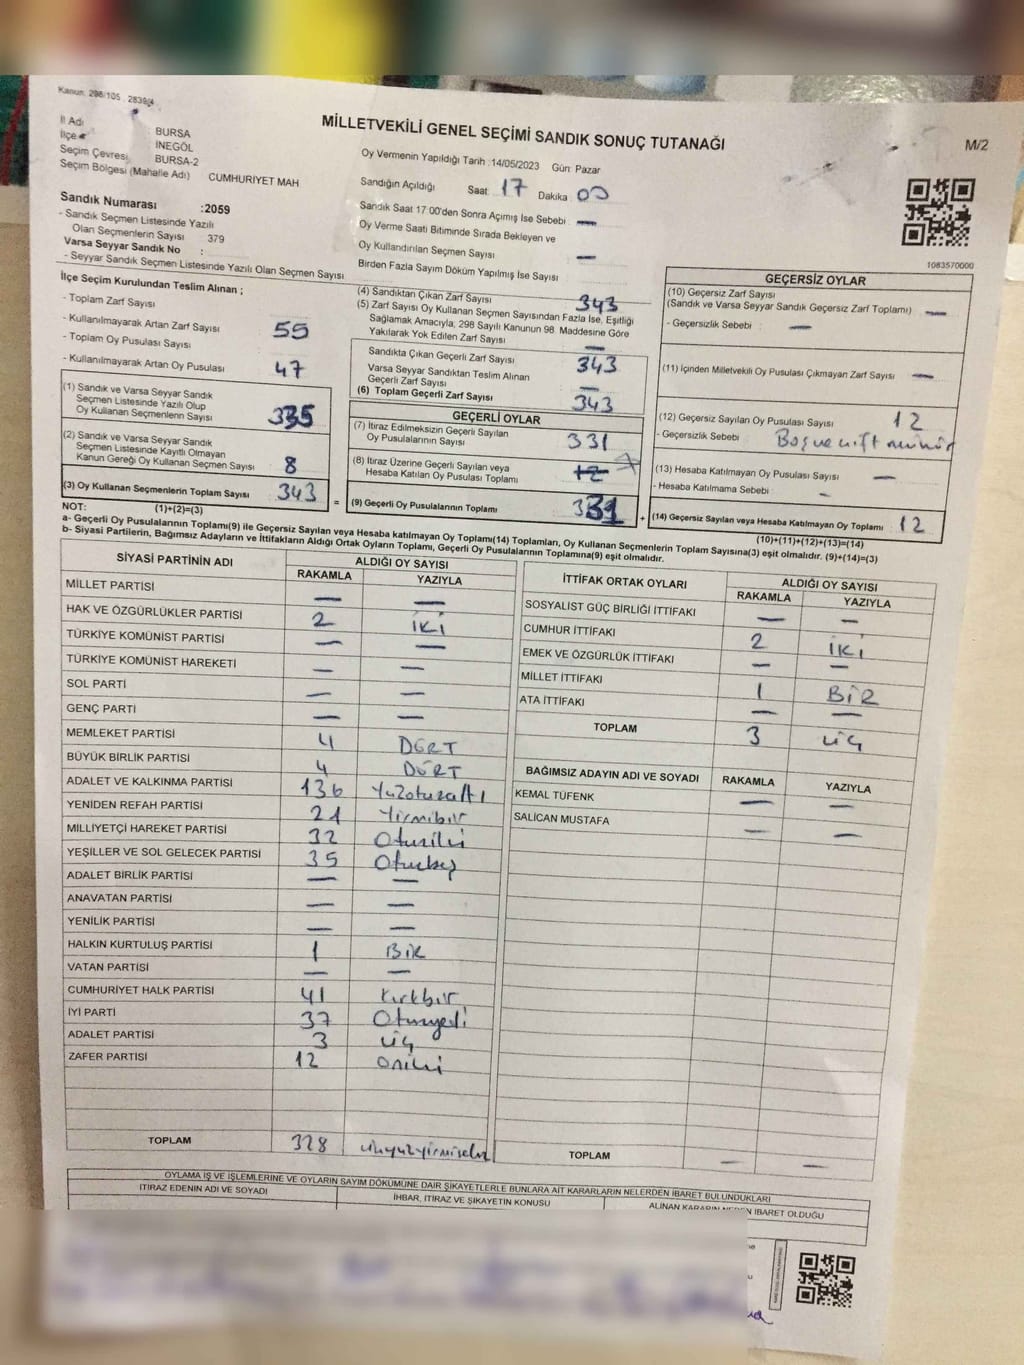 Kanun: 298/105 , 2839/4
MİLLETVEKİLİ GENEL SEÇİMİ SANDIK SONUÇ TUTANAĞI
M/2
İl Adı BURSA
İlçe İNEGÖL
Seçim Çevresi BURSA-2
Seçim Bölgesi (Mahalle Adı) CUMHURİYET MAH
Sandık Numarası :2059
- Sandık Seçmen Listesinde Yazılı
Olan Seçmenlerin Sayısı 379
Varsa Seyyar Sandık No :
- Seyyar Sandık Seçmen Listesinde Yazılı Olan Seçmen Sayısı
Oy Vermenin Yapıldığı Tarih :14/05/2023 Gün: Pazar
Sandığın Açıldığı Saat 17 Dakika 00
Sandık Saat 17:00'den Sonra Açımış İse Sebebi —
Oy Verme Saati Bitiminde Sırada Bekleyen ve
Oy Kullandırılan Seçmen Sayısı —
Birden Fazla Sayım Döküm Yapılmış İse Sayısı
1083570000
İlçe Seçim Kurulundan Teslim Alınan ;
- Toplam Zarf Sayısı
- Kullanılmayarak Artan Zarf Sayısı 55
- Toplam Oy Pusulası Sayısı
- Kullanılmayarak Artan Oy Pusulası 47
(1) Sandık ve Varsa Seyyar Sandık
Seçmen Listesinde Yazılı Olup
Oy Kullanan Seçmenlerin Sayısı 335
(2) Sandık ve Varsa Seyyar Sandık
Seçmen Listesinde Kayıtlı Olmayan
Kanun Gereği Oy Kullanan Seçmen Sayısı 8
(3) Oy Kullanan Seçmenlerin Toplam Sayısı 343
(4) Sandıktan Çıkan Zarf Sayısı 343
(5) Zarf Sayısı Oy Kullanan Seçmen Sayısından Fazla İse, Eşitliği
Sağlamak Amacıyla, 298 Sayılı Kanunun 98. Maddesine Göre
Yakılarak Yok Edilen Zarf Sayısı —
Sandıkta Çıkan Geçerli Zarf Sayısı 343
Varsa Seyyar Sandıktan Teslim Alınan
Geçerli Zarf Sayısı —
(6) Toplam Geçerli Zarf Sayısı 343
GEÇERLİ OYLAR
(7) İtiraz Edilmeksizin Geçerli Sayılan
Oy Pusulalarının Sayısı 331
(8) İtiraz Üzerine Geçerli Sayılan veya
Hesaba Katılan Oy Pusulası Toplamı 12
= (9) Geçerli Oy Pusulalarının Toplamı 331
GEÇERSİZ OYLAR
(10) Geçersiz Zarf Sayısı
(Sandık ve Varsa Seyyar Sandık Geçersiz Zarf Toplamı) —
- Geçersizlik Sebebi : —
(11) İçinden Milletvekili Oy Pusulası Çıkmayan Zarf Sayısı —
(12) Geçersiz Sayılan Oy Pusulası Sayısı 12
- Geçersizlik Sebebi Boş ve çift mühür
(13) Hesaba Katılmayan Oy Pusulası Sayısı —
- Hesaba Katılmama Sebebi —
+ (14) Geçersiz Sayılan veya Hesaba Katılmayan Oy Toplamı 12
NOT: (1)+(2)=(3) (10)+(11)+(12)+(13)=(14)
a- Geçerli Oy Pusulalarının Toplamı(9) ile Geçersiz Sayılan veya Hesaba katılmayan Oy Toplamı(14) Toplamları, Oy Kullanan Seçmenlerin Toplam Sayısına(3) eşit olmalıdır. (9)+(14)=(3)
b- Siyasi Partilerin, Bağımsız Adayların ve İttifakların Aldığı Ortak Oyların Toplamı, Geçerli Oy Pusulalarının Toplamına(9) eşit olmalıdır.
SİYASİ PARTİNİN ADI ALDIĞI OY SAYISI
RAKAMLA YAZIYLA
MİLLET PARTİSİ — —
HAK VE ÖZGÜRLÜKLER PARTİSİ 2 İKİ
TÜRKİYE KOMÜNİST PARTİSİ — —
TÜRKİYE KOMÜNİST HAREKETİ — —
SOL PARTİ — —
GENÇ PARTİ — —
MEMLEKET PARTİSİ 4 DÖRT
BÜYÜK BİRLİK PARTİSİ 4 DÖRT
ADALET VE KALKINMA PARTİSİ 136 Yüzotuzaltı
YENİDEN REFAH PARTİSİ 21 Yirmibir
MİLLİYETÇİ HAREKET PARTİSİ 32 Otuziki
YEŞİLLER VE SOL GELECEK PARTİSİ 35 Otuzbeş
ADALET BİRLİK PARTİSİ — —
ANAVATAN PARTİSİ — —
YENİLİK PARTİSİ — —
HALKIN KURTULUŞ PARTİSİ 1 BİR
VATAN PARTİSİ — —
CUMHURİYET HALK PARTİSİ 41 Kırkbir
İYİ PARTİ 37 Otuzyedi
ADALET PARTİSİ 3 üç
ZAFER PARTİSİ 12 oniki
TOPLAM 328 üçyüzyirmisekiz
İTTİFAK ORTAK OYLARI ALDIĞI OY SAYISI
RAKAMLA YAZIYLA
SOSYALİST GÜÇ BİRLİĞİ İTTİFAKI — —
CUMHUR İTTİFAKI 2 İKİ
EMEK VE ÖZGÜRLÜK İTTİFAKI — —
MİLLET İTTİFAKI 1 BİR
ATA İTTİFAKI — —
TOPLAM 3 üç
BAĞIMSIZ ADAYIN ADI VE SOYADI RAKAMLA YAZIYLA
KEMAL TÜFENK — —
SALİCAN MUSTAFA — —
TOPLAM — —
OYLAMA İŞ VE İŞLEMLERİNE VE OYLARIN SAYIM DÖKÜMÜNE DAİR ŞİKAYETLERLE BUNLARA AİT KARARLARIN NELERDEN İBARET BULUNDUKLARI
İTİRAZ EDENİN ADI VE SOYADI İHBAR, İTİRAZ VE ŞİKAYETİN KONUSU ALINAN KARARIN NEDEN İBARET OLDUĞU